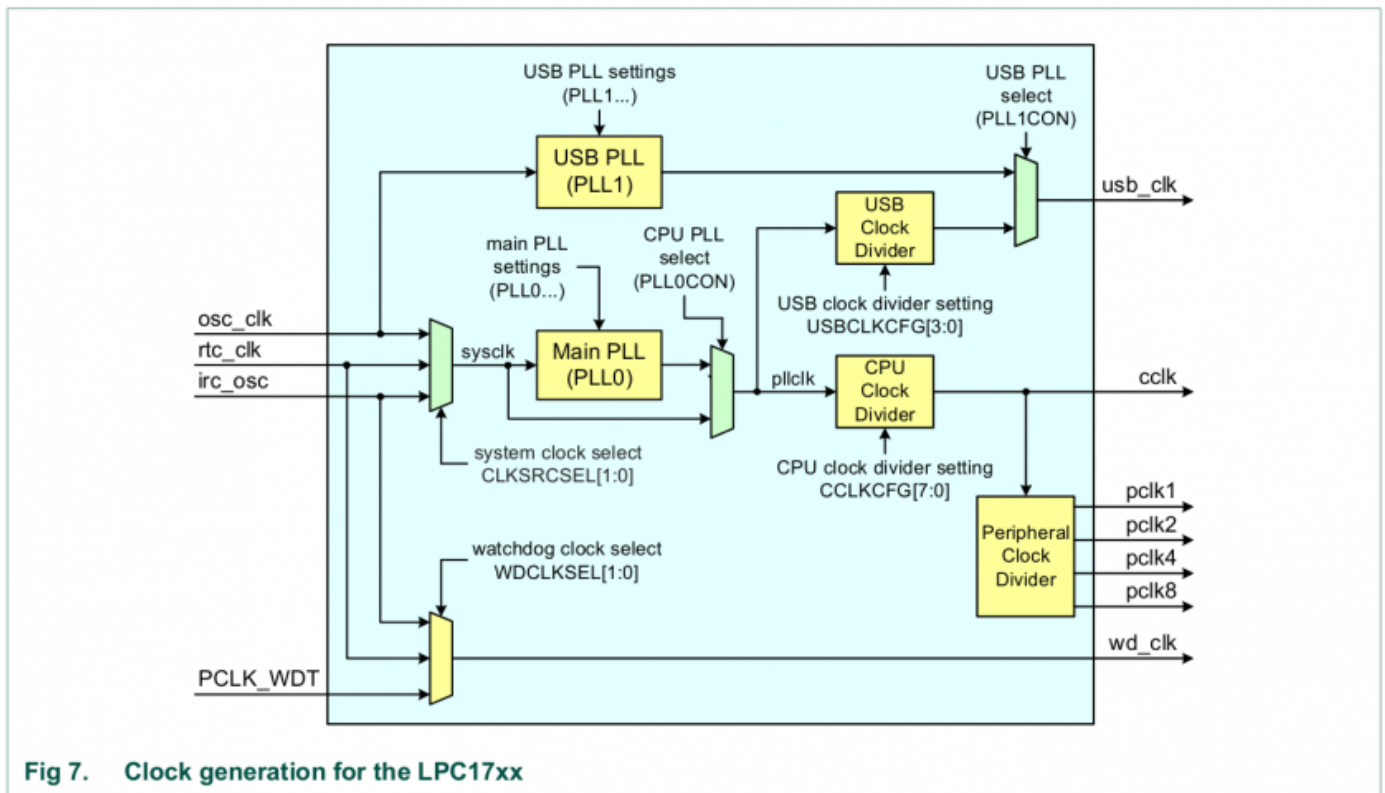 USB PLL settings
(PLL1...)
USB PLL
select
(PLL1CON)
USB PLL
(PLL1)
usb_clk
USB
Clock
Divider
main PLL
settings
(PLL0...)
CPU PLL
select
(PLL0CON)
USB clock divider setting
USBCLKCFG[3:0]
osc_clk
rtc_clk
irc_osc
sysclk
Main PLL
(PLL0)
pllclk
CPU
Clock
Divider
cclk
system clock select
CLKSRCSEL[1:0]
CPU clock divider setting
CCLKCFG[7:0]
Peripheral
Clock
Divider
pclk1
pclk2
pclk4
pclk8
watchdog clock select
WDCLKSEL[1:0]
wd_clk
PCLK_WDT
Fig 7. Clock generation for the LPC17xx